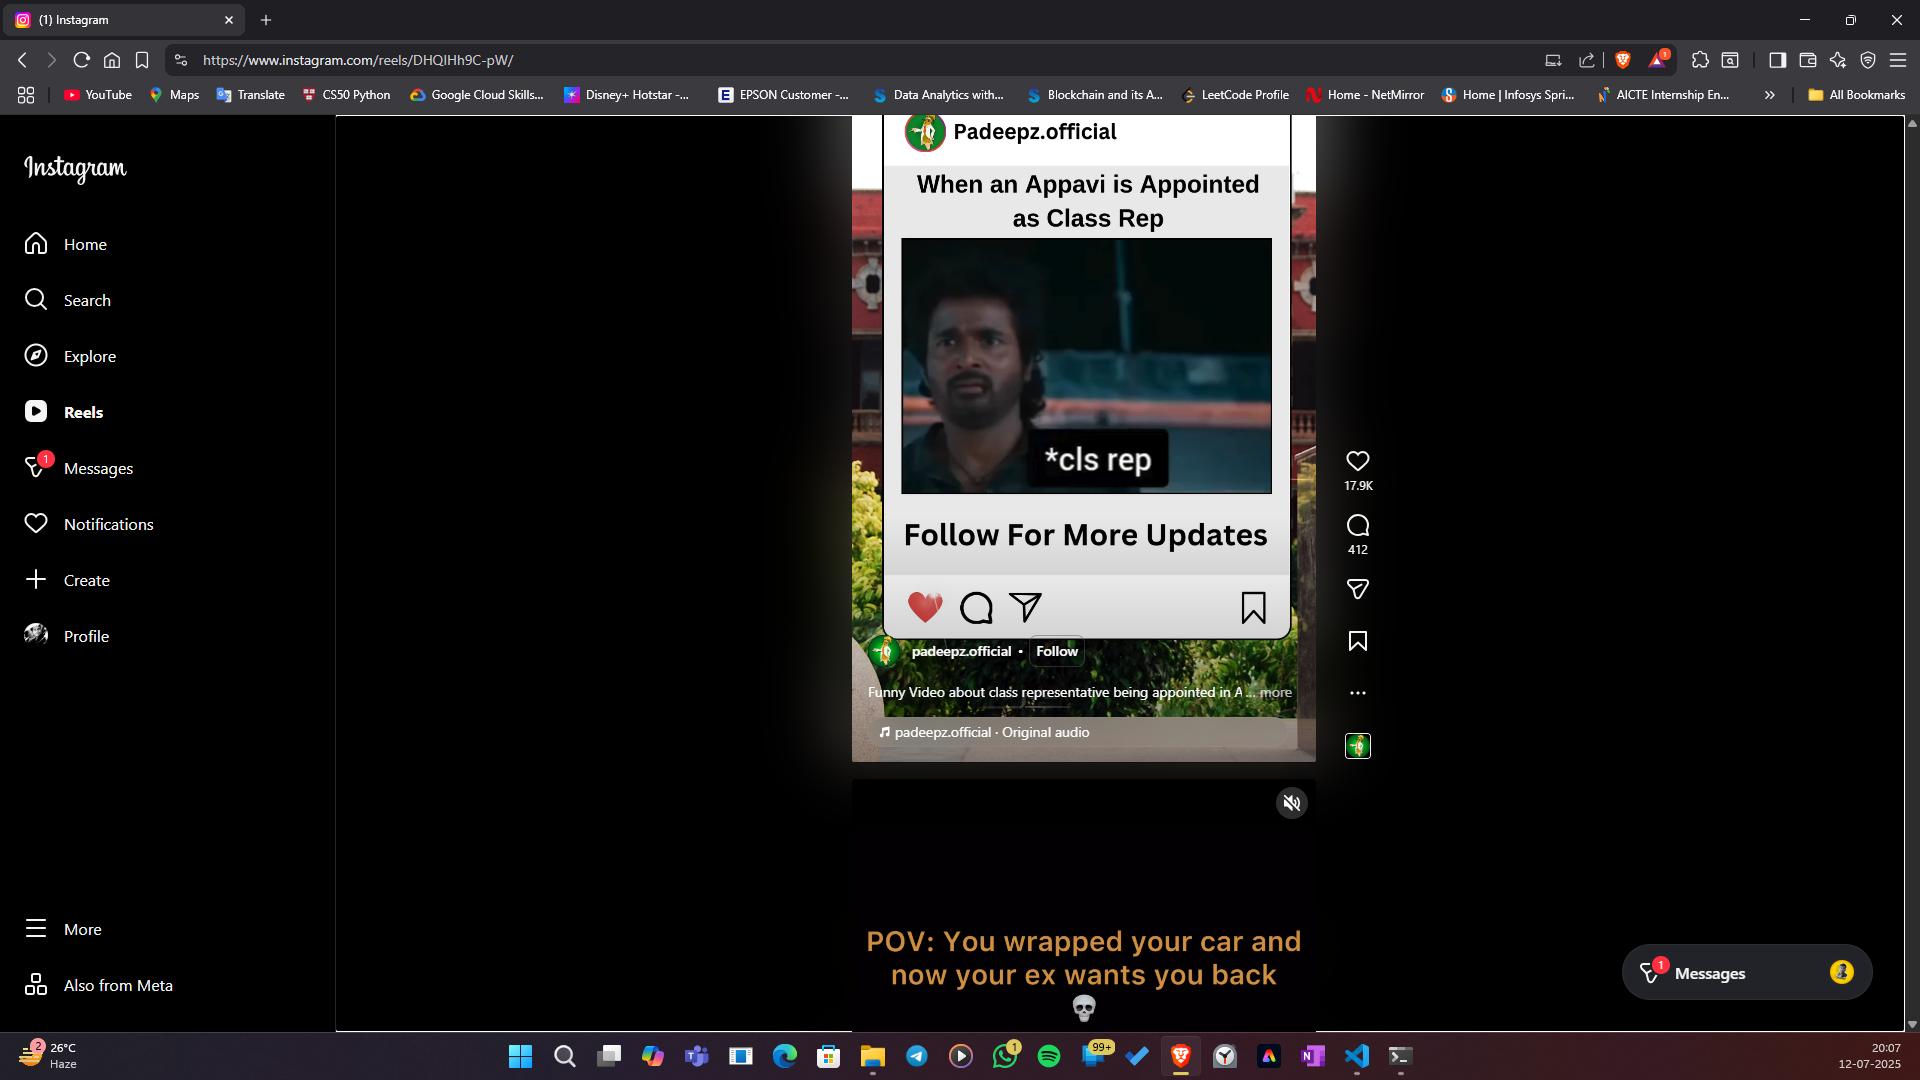 (1) Instagram
https://www.instagram.com/reels/DHQIHh9C-pW/
1
YouTube
Maps
Translate
CS50 Python
Google Cloud Skills...
Disney+ Hotstar -...
EPSON Customer -...
Data Analytics with...
Blockchain and its A...
LeetCode Profile
Home - NetMirror
Home | Infosys Spri...
AICTE Internship En...
All Bookmarks
Instagram
Home
Search
Explore
Reels
1
Messages
Notifications
Create
Profile
More
Also from Meta
Padeepz.official
When an Appavi is Appointed
as Class Rep
*cls rep
Follow For More Updates
padeepz.official • Follow
Funny Video about class representative being appointed in A ... more
padeepz.official · Original audio
17.9K
412
POV: You wrapped your car and
now your ex wants you back
1
Messages
2
26°C
Haze
1
99+
20:07
12-07-2025